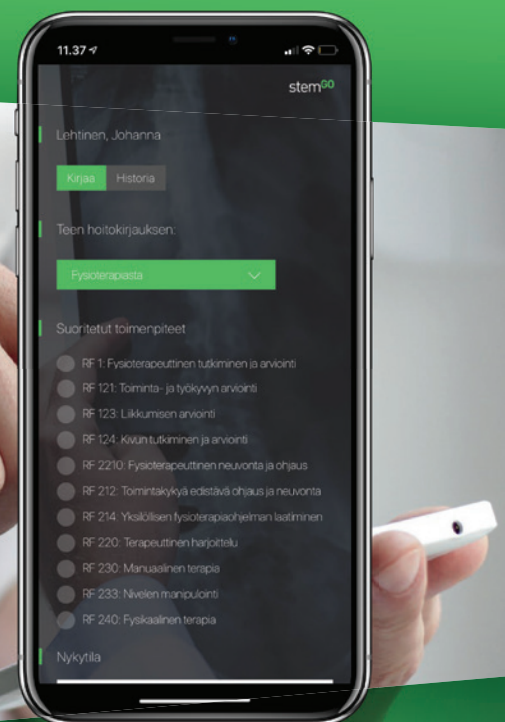 11.37
stemGO
Lehtinen, Johanna
Kirjaa Historia
Teen hoitokirjauksen:
Fysioterapiasta
Suoritetut toimenpiteet
RF 1: Fysioterapeuttinen tutkiminen ja arviointi
RF 121: Toiminta- ja työkyvyn arviointi
RF 123: Liikkumisen arviointi
RF 124: Kivun tutkiminen ja arviointi
RF 2210: Fysioterapeuttinen neuvonta ja ohjaus
RF 212: Toimintakykyä edistävä ohjaus ja neuvonta
RF 214: Yksilöllisen fysioterapiaohjelman laatiminen
RF 220: Terapeuttinen harjoittelu
RF 230: Manuaalinen terapia
RF 233: Nivelen manipulointi
RF 240: Fysikaalinen terapia
Nykytila